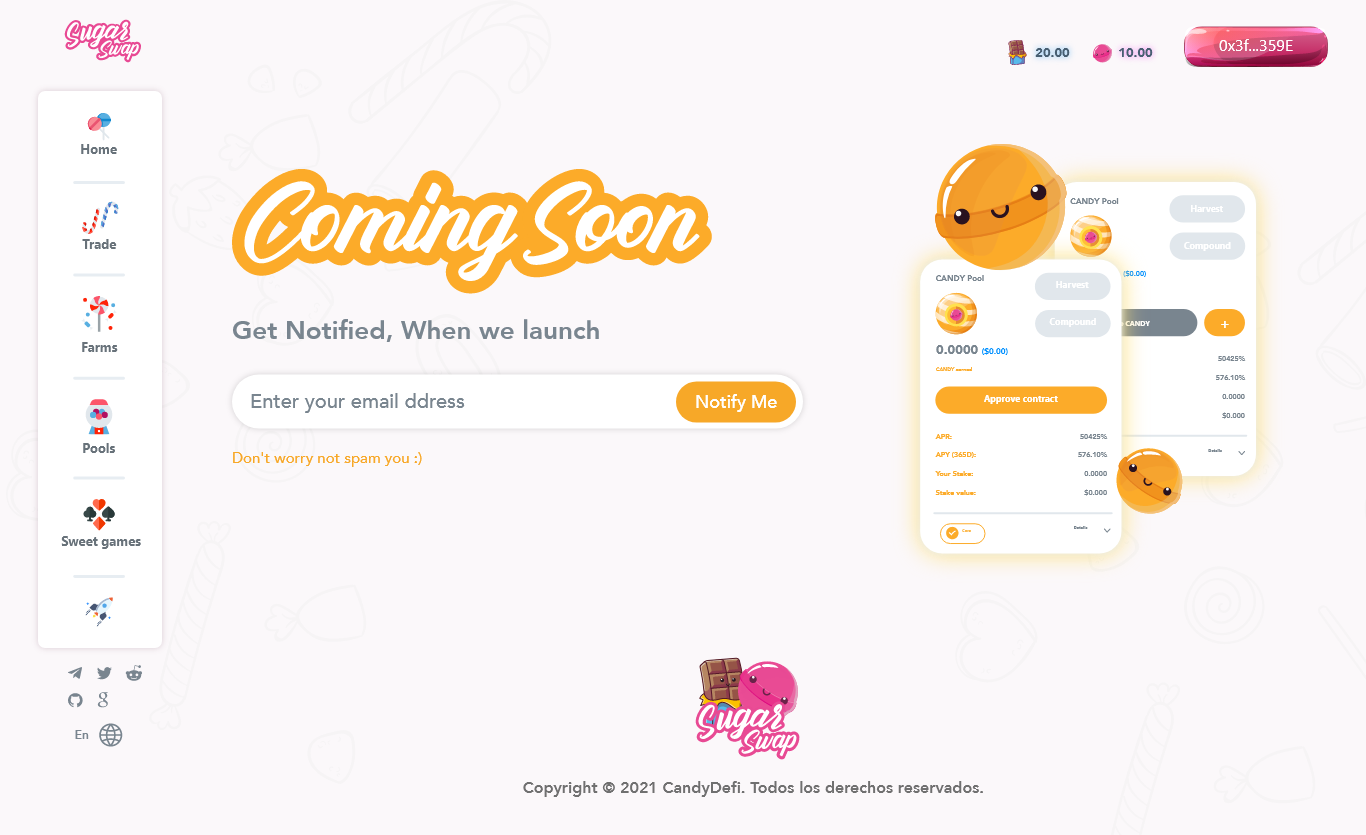 Sugar
Swap
20.00
10.00
0x3f...359E
Home
Trade
Farms
Pools
Sweet games
En
Coming Soon
Get Notified, When we launch
Enter your email ddress
Notify Me
Don't worry not spam you :)
CANDY Pool
Harvest
Compound
($0.00)
CANDY
+
50425%
576.10%
0.0000
$0.000
Details
CANDY Pool
Harvest
Compound
0.0000 ($0.00)
CANDY earned
Approve contract
APR: 50425%
APY (365D): 576.10%
Your Stake: 0.0000
Stake value: $0.000
Core
Details
Sugar
Swap
Copyright © 2021 CandyDefi. Todos los derechos reservados.